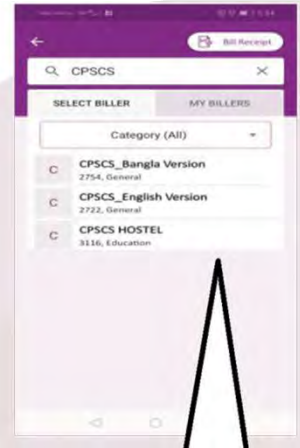 Bill Receipt
CPSCS
SELECT BILLER
MY BILLERS
Category (All)
C
CPSCS_Bangla Version
2754, General
C
CPSCS_English Version
2722, General
C
CPSCS HOSTEL
3116, Education